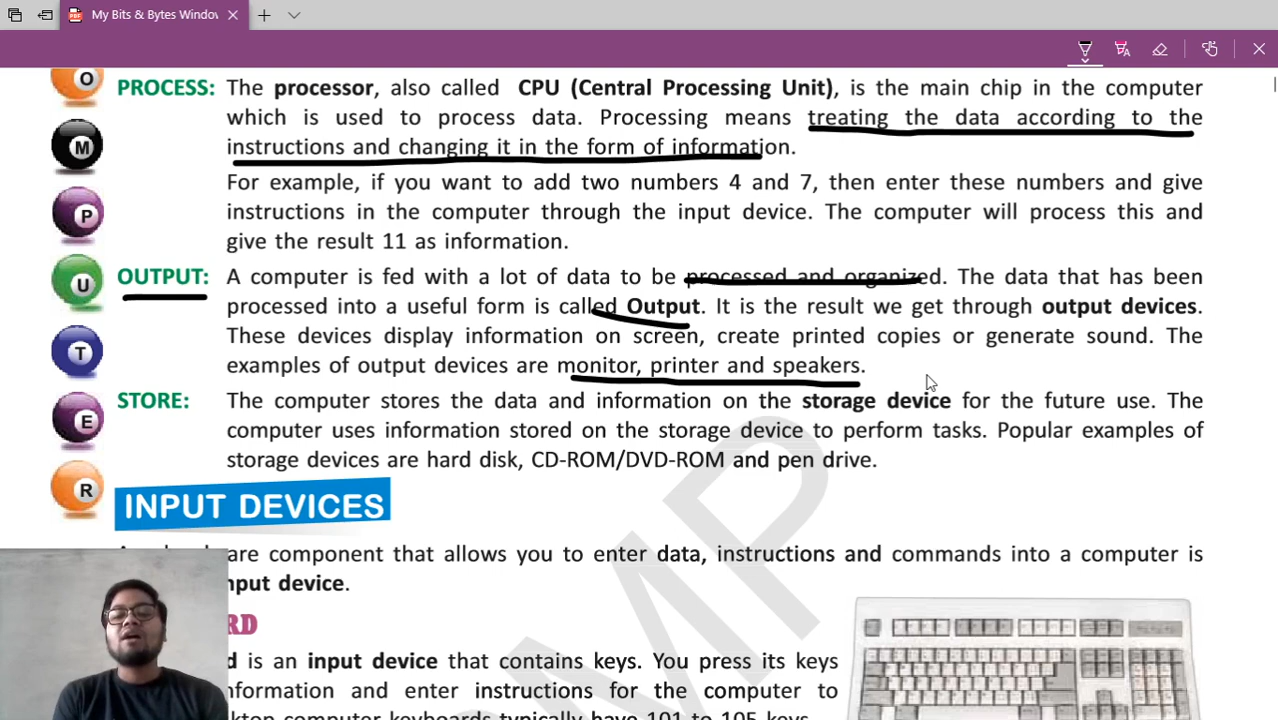 My Bits & Bytes Window
PDF
O
M
P
U
T
E
R
PROCESS: The processor, also called CPU (Central Processing Unit), is the main chip in the computer
which is used to process data. Processing means treating the data according to the
instructions and changing it in the form of information.
For example, if you want to add two numbers 4 and 7, then enter these numbers and give
instructions in the computer through the input device. The computer will process this and
give the result 11 as information.
OUTPUT: A computer is fed with a lot of data to be processed and organized. The data that has been
processed into a useful form is called Output. It is the result we get through output devices.
These devices display information on screen, create printed copies or generate sound. The
examples of output devices are monitor, printer and speakers.
STORE: The computer stores the data and information on the storage device for the future use. The
computer uses information stored on the storage device to perform tasks. Popular examples of
storage devices are hard disk, CD-ROM/DVD-ROM and pen drive.
INPUT DEVICES
component that allows you to enter data, instructions and commands into a computer is
device.
RD
is an input device that contains keys. You press its keys
and enter instructions for the computer to
computer keyboards typically have 101 to 105 keys
OMP